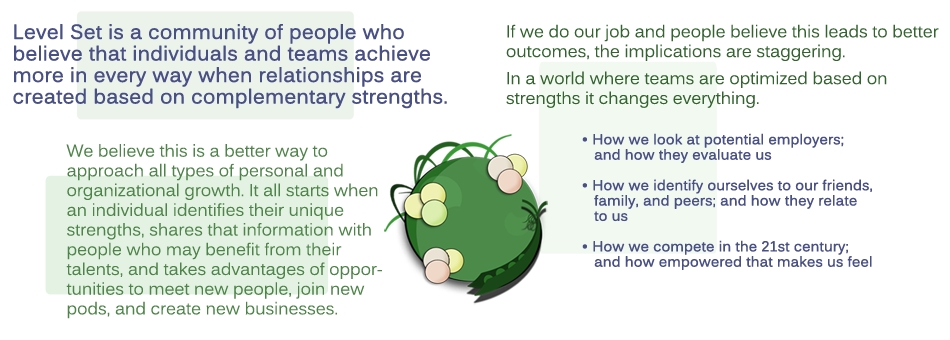 Level Set is a community of people who
believe that individuals and teams achieve
more in every way when relationships are
created based on complementary strengths.
We believe this is a better way to
approach all types of personal and
organizational growth. It all starts when
an individual identifies their unique
strengths, shares that information with
people who may benefit from their
talents, and takes advantages of oppor-
tunities to meet new people, join new
pods, and create new businesses.
If we do our job and people believe this leads to better
outcomes, the implications are staggering.
In a world where teams are optimized based on
strengths it changes everything.
• How we look at potential employers;
and how they evaluate us
• How we identify ourselves to our friends,
family, and peers; and how they relate
to us
• How we compete in the 21st century;
and how empowered that makes us feel